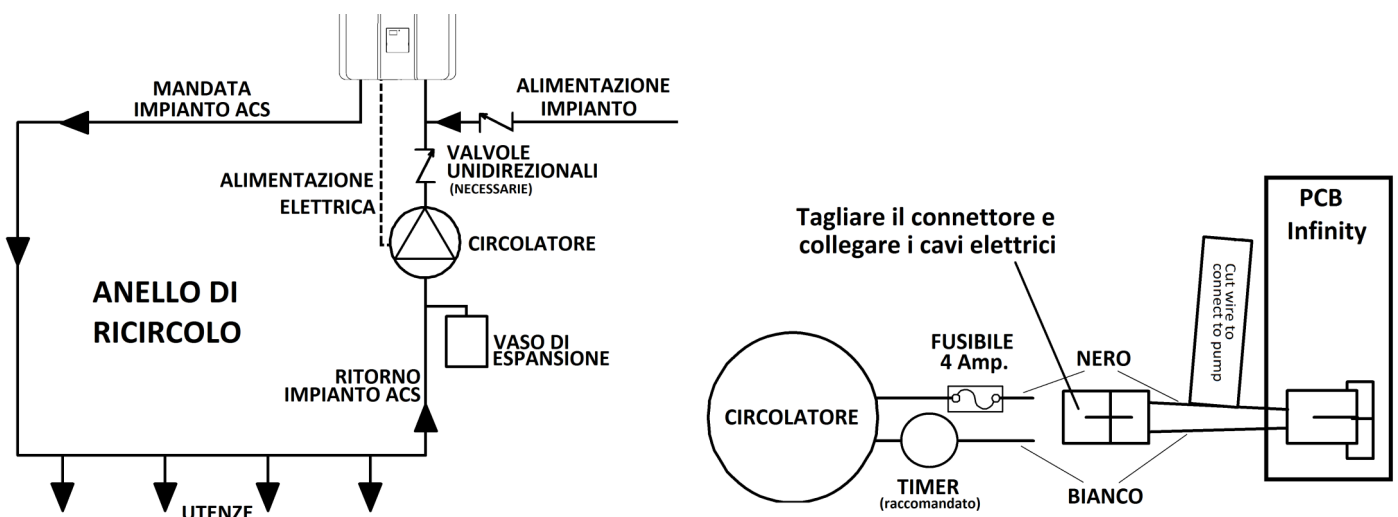 MANDATA
IMPIANTO ACS
ALIMENTAZIONE
IMPIANTO
VALVOLE
UNIDIREZIONALI
(NECESSARIE)
ALIMENTAZIONE
ELETTRICA
CIRCOLATORE
ANELLO DI
RICIRCOLO
VASO DI
ESPANSIONE
RITORNO
IMPIANTO ACS
UTENZE
Tagliare il connettore e
collegare i cavi elettrici
PCB
Infinity
Cut wire to
connect to pump
FUSIBILE
4 Amp.
NERO
CIRCOLATORE
TIMER
(raccomandato)
BIANCO